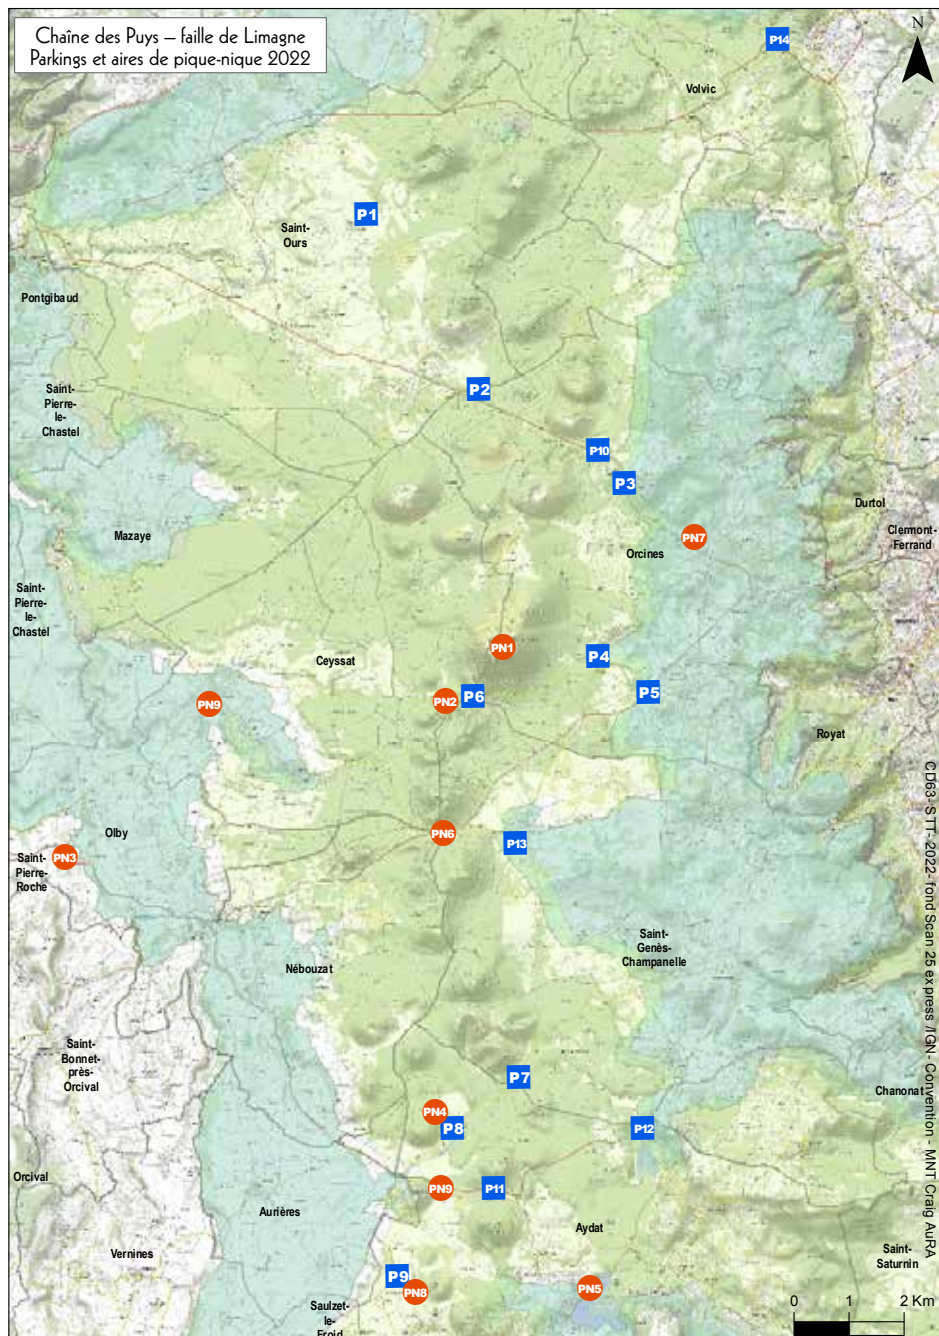 Chaîne des Puys – faille de Limagne
Parkings et aires de pique-nique 2022
N
P14
Volvic
P1
Saint-
Ours
Pontgibaud
P2
Saint-
Pierre-
le-
Chastel
P10
P3
Durtol
Clermont-
Ferrand
Mazaye
PN7
Orcines
Saint-
Pierre-
le-
Chastel
PN1
Ceyssat
P4
P5
P6
PN2
PN9
Royat
Olby
PN6
P13
PN3
Saint-
Pierre-
Roche
Saint-
Genès-
Champanelle
Nébouzat
Saint-
Bonnet-
près-
Orcival
P7
Chanonat
PN4
P8
P12
Orcival
PN9
P11
Aurières
Aydat
Vernines
Saint-
Saturnin
P9
PN8
PN5
Saulzet-
le-
Froid
0 1 2 Km
CD63- STT- 2022- fond Scan 25 express /IGN- Convention - MNT Craig AuRA